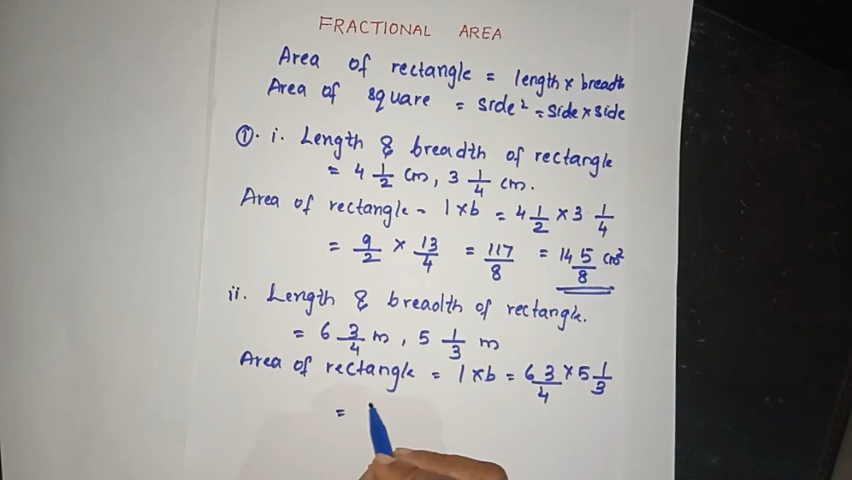 FRACTIONAL AREA
Area of rectangle = length × breadth
Area of square = side² = side × side
①. i. Length & breadth of rectangle
= 4 1/2 cm, 3 1/4 cm.
Area of rectangle = l × b = 4 1/2 × 3 1/4
= 9/2 × 13/4 = 117/8 = 14 5/8 cm²
ii. Length & breadth of rectangle.
= 6 3/4 m, 5 1/3 m
Area of rectangle = l × b = 6 3/4 × 5 1/3
=